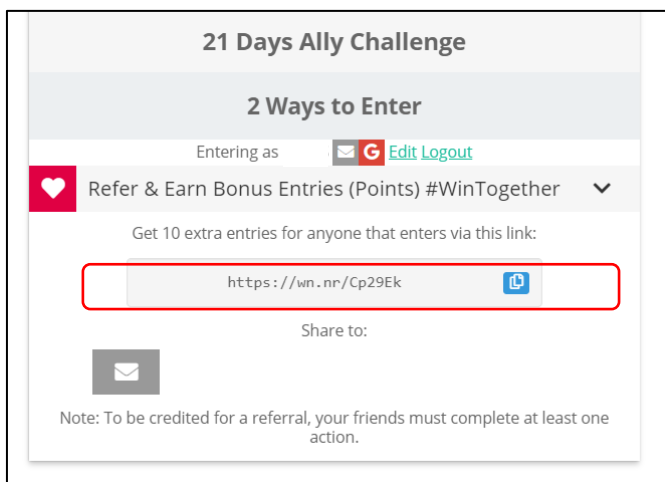 21 Days Ally Challenge
2 Ways to Enter
Entering as G Edit Logout
Refer & Earn Bonus Entries (Points) #WinTogether
Get 10 extra entries for anyone that enters via this link:
https://wn.nr/Cp29Ek
Share to:
Note: To be credited for a referral, your friends must complete at least one
action.